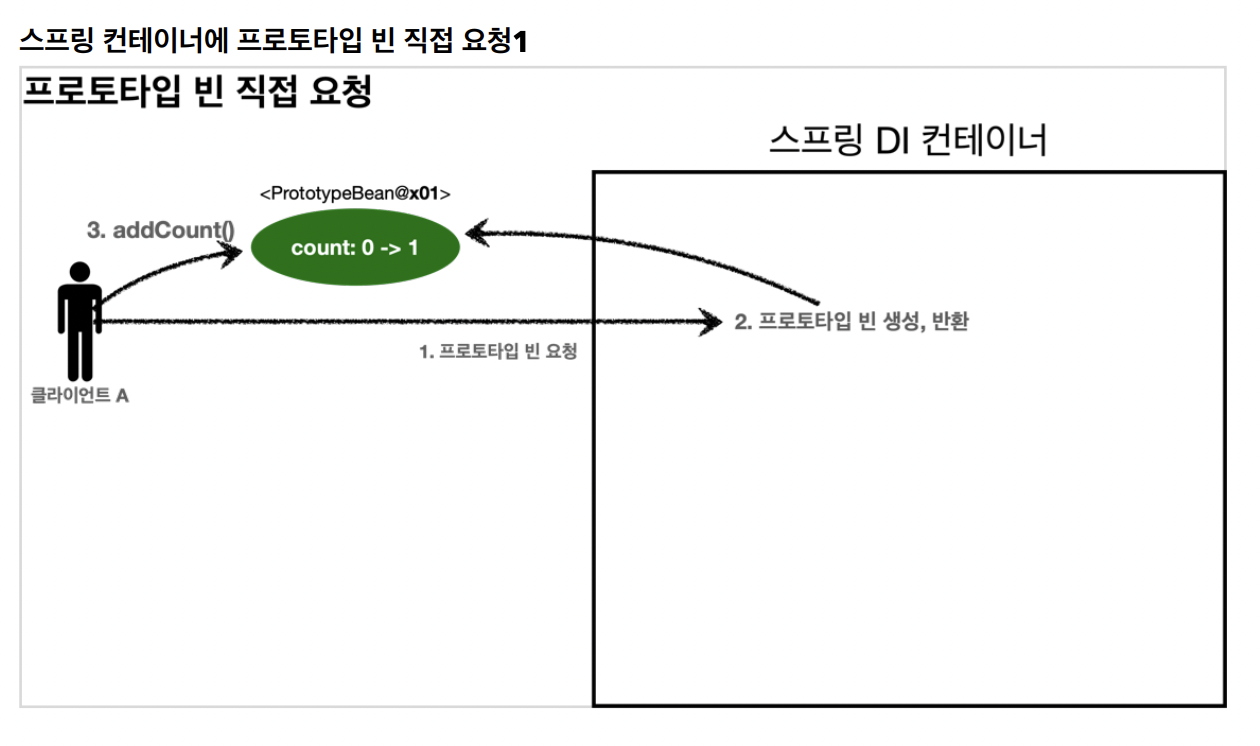 스프링 컨테이너에 프로토타입 빈 직접 요청1
프로토타입 빈 직접 요청
스프링 DI 컨테이너
<PrototypeBean@x01>
3. addCount()
count: 0 -> 1
2. 프로토타입 빈 생성, 반환
1. 프로토타입 빈 요청
클라이언트 A